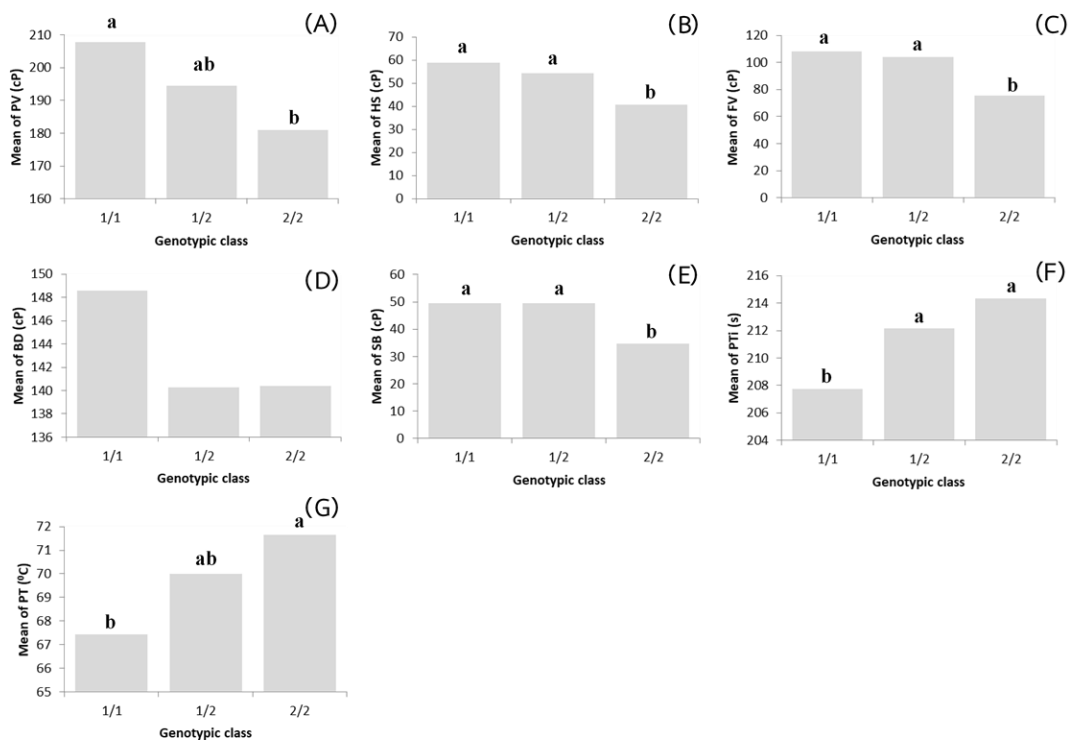 (A)
Mean of PV (cP)
210
200
190
180
170
160
a
ab
b
1/1 1/2 2/2
Genotypic class
(B)
Mean of HS (cP)
70
60
50
40
30
20
10
0
a
a
b
1/1 1/2 2/2
Genotypic class
(C)
Mean of FV (cP)
120
100
80
60
40
20
0
a
a
b
1/1 1/2 2/2
Genotypic class
(D)
Mean of BD (cP)
150
148
146
144
142
140
138
136
1/1 1/2 2/2
Genotypic class
(E)
Mean of SB (cP)
60
50
40
30
20
10
0
a
a
b
1/1 1/2 2/2
Genotypic class
(F)
Mean of PTi (s)
216
214
212
210
208
206
204
b
a
a
1/1 1/2 2/2
Genotypic class
(G)
Mean of PT (⁰C)
72
71
70
69
68
67
66
65
b
ab
a
1/1 1/2 2/2
Genotypic class